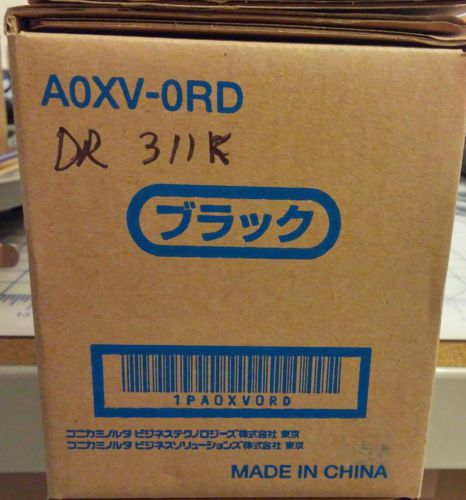 A0XV-0RD
DR 311K
ブラック
1PA0XV0RD
コニカミノルタ ビジネステクノロジーズ株式会社 東京
コニカミノルタ ビジネスソリューションズ株式会社 東京
MADE IN CHINA